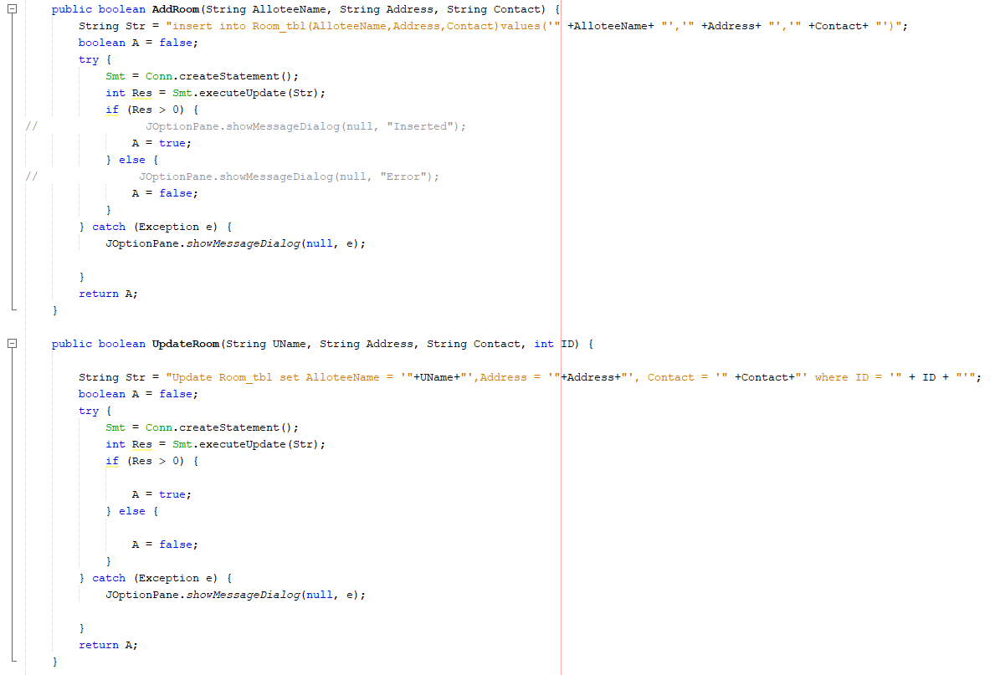 public boolean AddRoom(String AlloteeName, String Address, String Contact) {
String Str = "insert into Room_tbl(AlloteeName,Address,Contact)values('" +AlloteeName+ "','" +Address+ "','" +Contact+ "')";
boolean A = false;
try {
Smt = Conn.createStatement();
int Res = Smt.executeUpdate(Str);
if (Res > 0) {
// JOptionPane.showMessageDialog(null, "Inserted");
A = true;
} else {
// JOptionPane.showMessageDialog(null, "Error");
A = false;
}
} catch (Exception e) {
JOptionPane.showMessageDialog(null, e);
}
return A;
}
public boolean UpdateRoom(String UName, String Address, String Contact, int ID) {
String Str = "Update Room_tbl set AlloteeName = '"+UName+"',Address = '"+Address+"', Contact = '" +Contact+"' where ID = '" + ID + "'";
boolean A = false;
try {
Smt = Conn.createStatement();
int Res = Smt.executeUpdate(Str);
if (Res > 0) {
A = true;
} else {
A = false;
}
} catch (Exception e) {
JOptionPane.showMessageDialog(null, e);
}
return A;
}